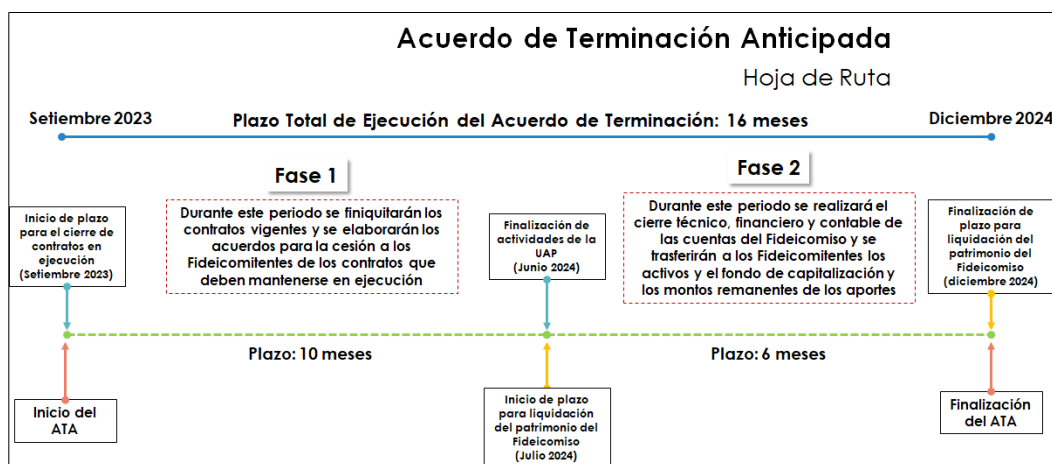 Acuerdo de Terminación Anticipada
Hoja de Ruta
Setiembre 2023
Plazo Total de Ejecución del Acuerdo de Terminación: 16 meses
Diciembre 2024
Fase 1
Fase 2
Inicio de plazo
para el cierre de
contratos en
ejecución
(Setiembre 2023)
Durante este periodo se finiquitarán los
contratos vigentes y se elaborarán los
acuerdos para la cesión a los
Fideicomitentes de los contratos que
deben mantenerse en ejecución
Finalización de
actividades de la
UAP
(Junio 2024)
Durante este periodo se realizará el
cierre técnico, financiero y contable de
las cuentas del Fideicomiso y se
trasferirán a los Fideicomitentes los
activos y el fondo de capitalización y
los montos remanentes de los aportes
Finalización de
plazo para
liquidación del
patrimonio del
Fideicomiso
(diciembre 2024)
Plazo: 10 meses
Plazo: 6 meses
Inicio del
ATA
Inicio de plazo
para liquidación
del patrimonio del
Fideicomiso
(Julio 2024)
Finalización
del ATA